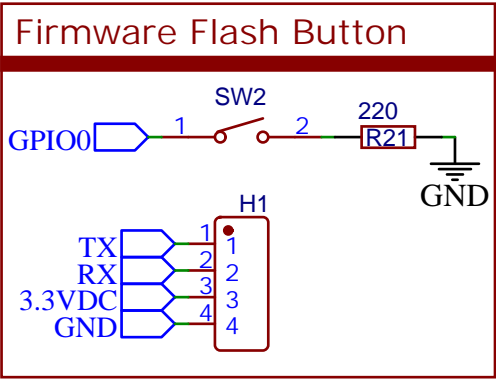 Firmware Flash Button
SW2
220
GPIO0
1
2
R21
GND
H1
TX 1 1
RX 2 2
3.3VDC 3 3
GND 4 4